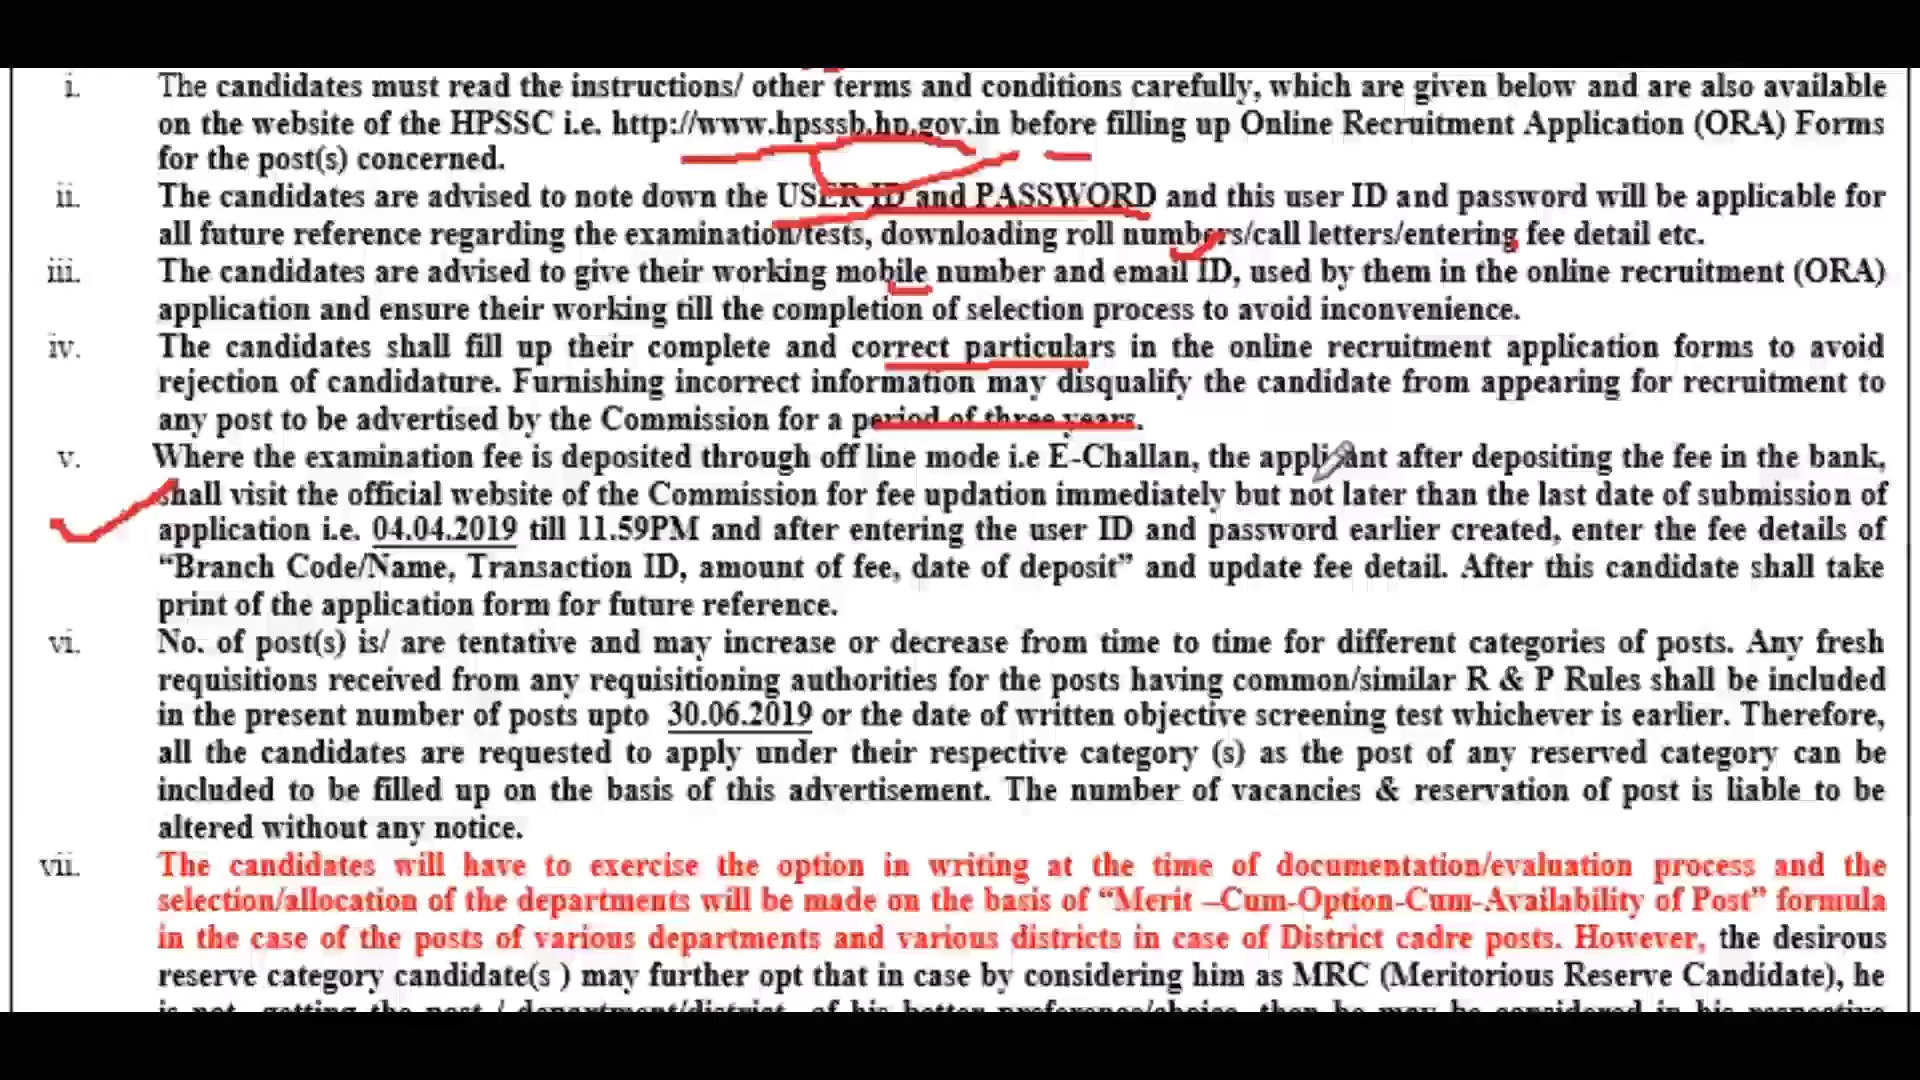 i. The candidates must read the instructions/ other terms and conditions carefully, which are given below and are also available
on the website of the HPSSC i.e. http://www.hpsssb.hp.gov.in before filling up Online Recruitment Application (ORA) Forms
for the post(s) concerned.
ii. The candidates are advised to note down the USER ID and PASSWORD and this user ID and password will be applicable for
all future reference regarding the examination/tests, downloading roll numbers/call letters/entering fee detail etc.
iii. The candidates are advised to give their working mobile number and email ID, used by them in the online recruitment (ORA)
application and ensure their working till the completion of selection process to avoid inconvenience.
iv. The candidates shall fill up their complete and correct particulars in the online recruitment application forms to avoid
rejection of candidature. Furnishing incorrect information may disqualify the candidate from appearing for recruitment to
any post to be advertised by the Commission for a period of three years.
v. Where the examination fee is deposited through off line mode i.e E-Challan, the applicant after depositing the fee in the bank,
shall visit the official website of the Commission for fee updation immediately but not later than the last date of submission of
application i.e. 04.04.2019 till 11.59PM and after entering the user ID and password earlier created, enter the fee details of
“Branch Code/Name, Transaction ID, amount of fee, date of deposit” and update fee detail. After this candidate shall take
print of the application form for future reference.
vi. No. of post(s) is/ are tentative and may increase or decrease from time to time for different categories of posts. Any fresh
requisitions received from any requisitioning authorities for the posts having common/similar R & P Rules shall be included
in the present number of posts upto 30.06.2019 or the date of written objective screening test whichever is earlier. Therefore,
all the candidates are requested to apply under their respective category (s) as the post of any reserved category can be
included to be filled up on the basis of this advertisement. The number of vacancies & reservation of post is liable to be
altered without any notice.
vii. The candidates will have to exercise the option in writing at the time of documentation/evaluation process and the
selection/allocation of the departments will be made on the basis of “Merit –Cum-Option-Cum-Availability of Post” formula
in the case of the posts of various departments and various districts in case of District cadre posts. However, the desirous
reserve category candidate(s ) may further opt that in case by considering him as MRC (Meritorious Reserve Candidate), he
is not getting the post / department/district of his better preference/choice, then he may be considered in his respective